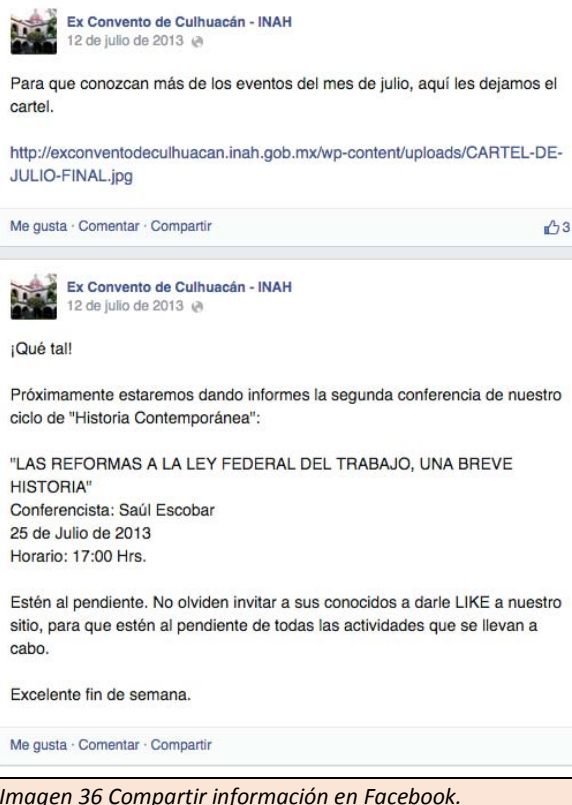 Ex Convento de Culhuacán - INAH
12 de julio de 2013
Para que conozcan más de los eventos del mes de julio, aquí les dejamos el
cartel.
http://exconventodeculhuacan.inah.gob.mx/wp-content/uploads/CARTEL-DE-
JULIO-FINAL.jpg
Me gusta · Comentar · Compartir 3
Ex Convento de Culhuacán - INAH
12 de julio de 2013
¡Qué tal!
Próximamente estaremos dando informes la segunda conferencia de nuestro
ciclo de "Historia Contemporánea":
"LAS REFORMAS A LA LEY FEDERAL DEL TRABAJO, UNA BREVE
HISTORIA"
Conferencista: Saúl Escobar
25 de Julio de 2013
Horario: 17:00 Hrs.
Estén al pendiente. No olviden invitar a sus conocidos a darle LIKE a nuestro
sitio, para que estén al pendiente de todas las actividades que se llevan a
cabo.
Excelente fin de semana.
Me gusta · Comentar · Compartir
Imagen 36 Compartir información en Facebook.